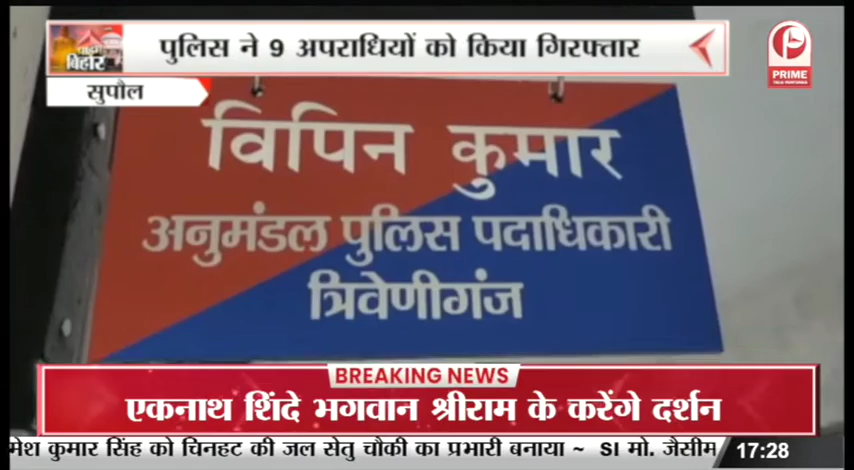 पुलिस ने 9 अपराधियों को किया गिरफ्तार
बिहार
सुपौल
PRIME
विपिन कुमार
अनुमंडल पुलिस पदाधिकारी
त्रिवेणीगंज
BREAKING NEWS
एकनाथ शिंदे भगवान श्रीराम के करेंगे दर्शन
मेश कुमार सिंह को चिनहट की जल सेतु चौकी का प्रभारी बनाया ~ SI मो. जैसीम
17:28